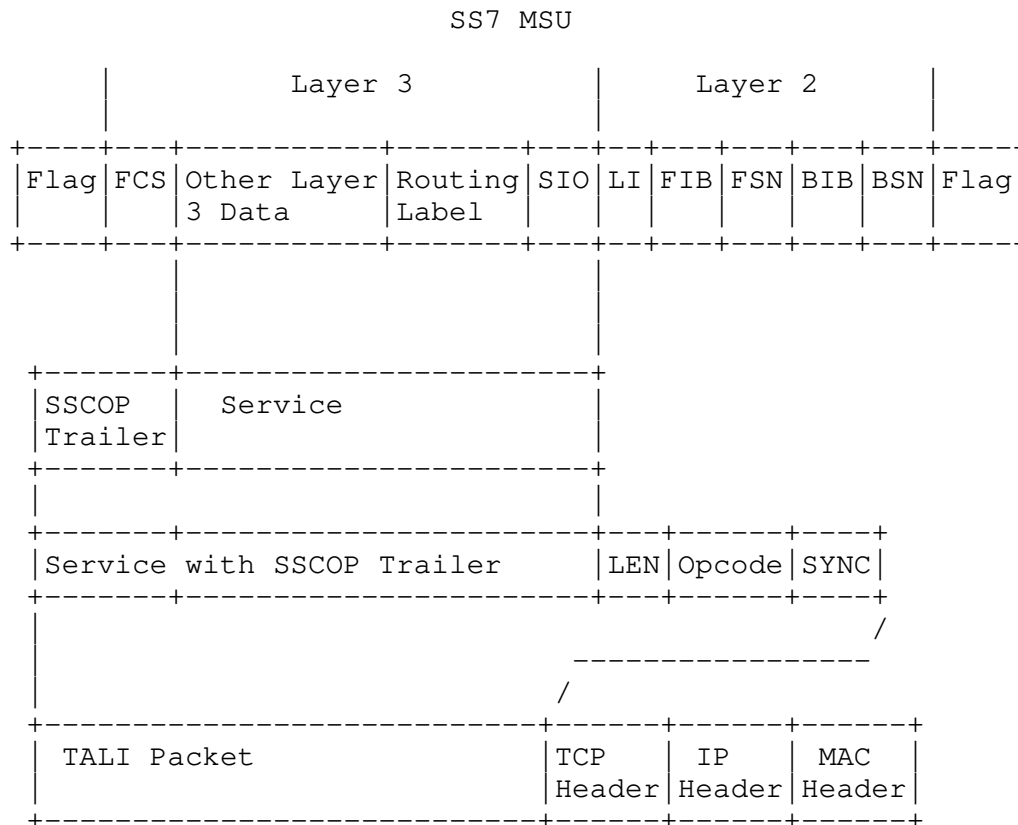 SS7 MSU
Layer 3 Layer 2
Flag FCS Other Layer Routing SIO LI FIB FSN BIB BSN Flag
3 Data Label
SSCOP Service
Trailer
Service with SSCOP Trailer LEN Opcode SYNC
TALI Packet TCP IP MAC
Header Header Header